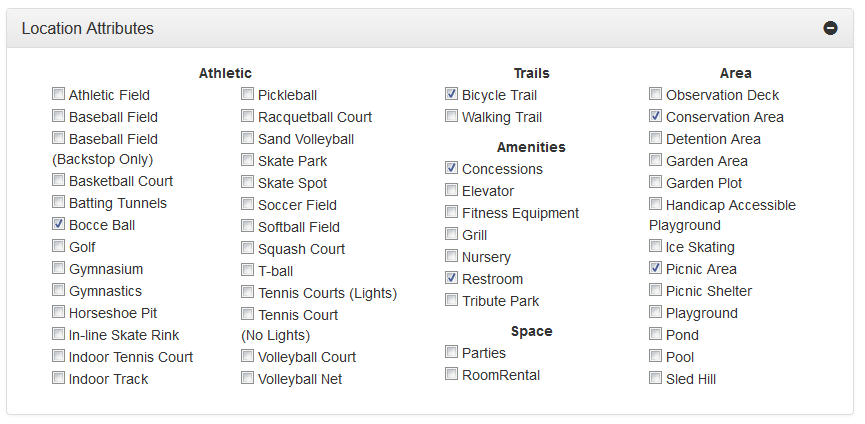 Location Attributes
Athletic
Athletic Field
Baseball Field
Baseball Field
(Backstop Only)
Basketball Court
Batting Tunnels
Bocce Ball
Golf
Gymnasium
Gymnastics
Horseshoe Pit
In-line Skate Rink
Indoor Tennis Court
Indoor Track
Pickleball
Racquetball Court
Sand Volleyball
Skate Park
Skate Spot
Soccer Field
Softball Field
Squash Court
T-ball
Tennis Courts (Lights)
Tennis Court
(No Lights)
Volleyball Court
Volleyball Net
Trails
Bicycle Trail
Walking Trail
Amenities
Concessions
Elevator
Fitness Equipment
Grill
Nursery
Restroom
Tribute Park
Space
Parties
RoomRental
Area
Observation Deck
Conservation Area
Detention Area
Garden Area
Garden Plot
Handicap Accessible
Playground
Ice Skating
Picnic Area
Picnic Shelter
Playground
Pond
Pool
Sled Hill